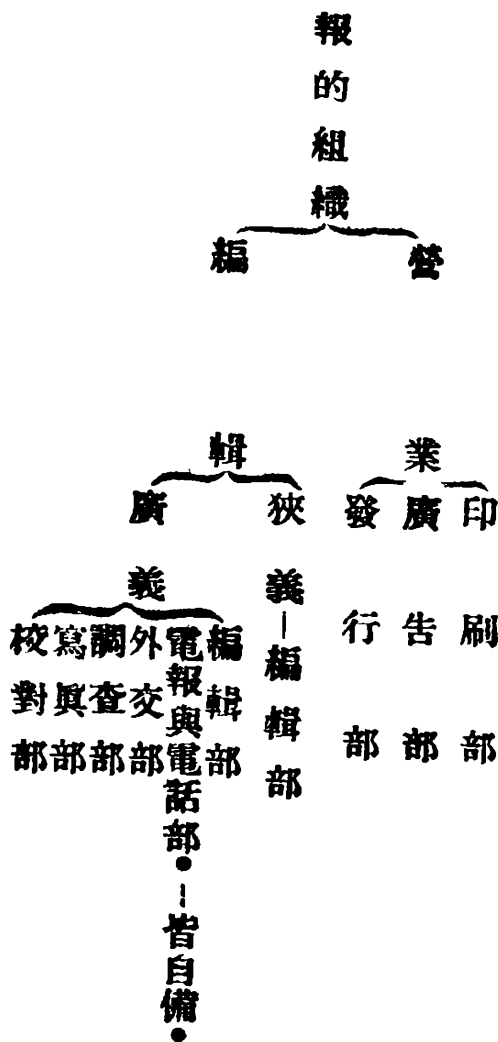 報的組織
營業
印刷部
廣告部
發行部
編輯
狹義─編輯部
廣義
編輯部
電報與電話部●--皆自備●
外交部
調查部
寫眞部
校對部